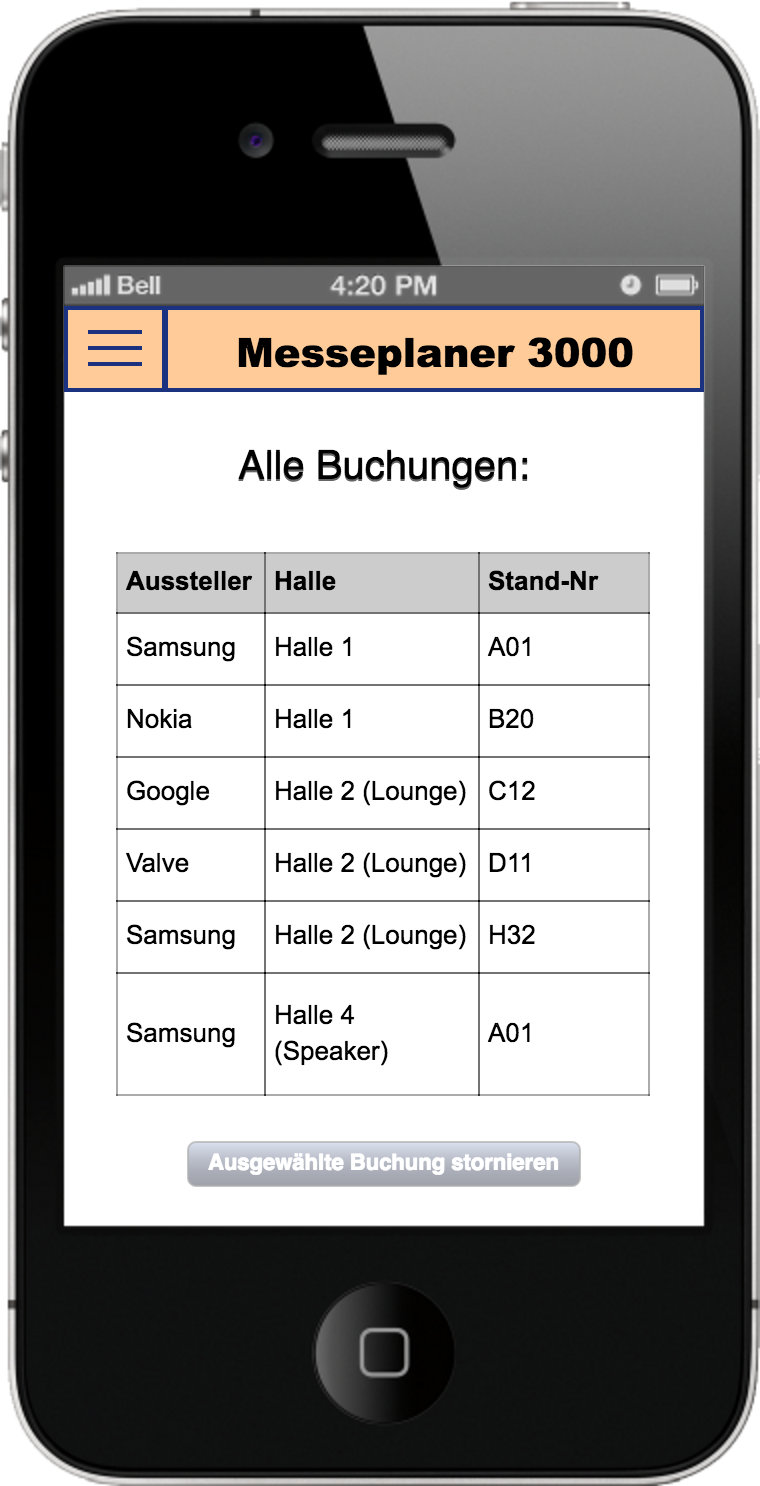 Bell 4:20 PM
Messeplaner 3000
Alle Buchungen:
Aussteller Halle Stand-Nr
Samsung Halle 1 A01
Nokia Halle 1 B20
Google Halle 2 (Lounge) C12
Valve Halle 2 (Lounge) D11
Samsung Halle 2 (Lounge) H32
Samsung Halle 4 (Speaker) A01
Ausgewählte Buchung stornieren